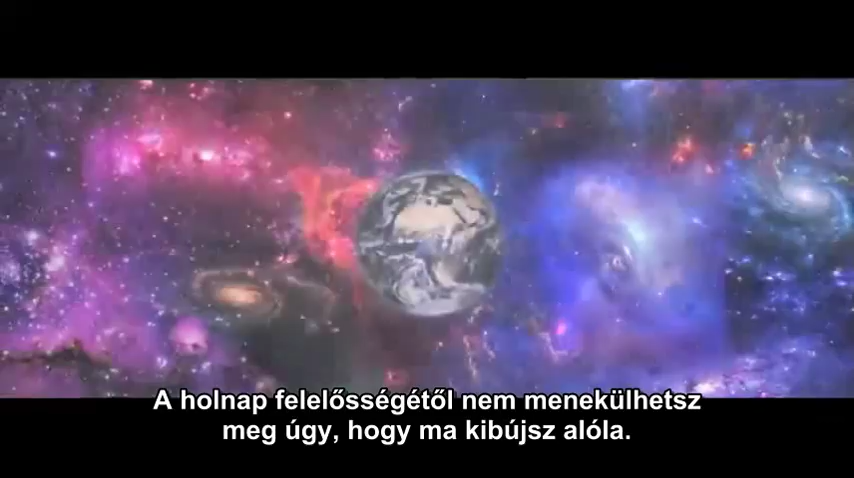 A holnap felelősségétől nem menekülhetsz
meg úgy, hogy ma kibújsz alóla.